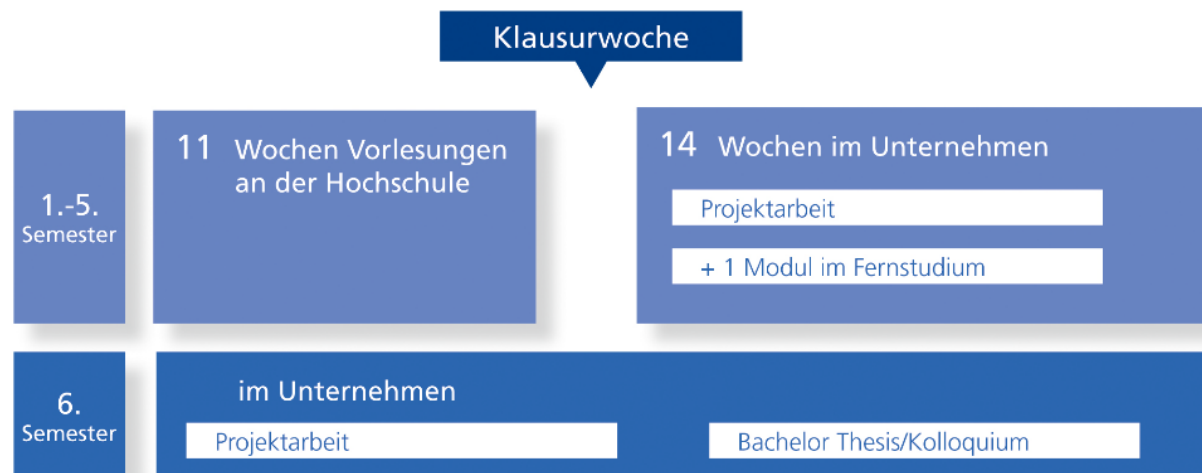 Klausurwoche
1.-5.
Semester
11 Wochen Vorlesungen
an der Hochschule
14 Wochen im Unternehmen
Projektarbeit
+ 1 Modul im Fernstudium
6.
Semester
im Unternehmen
Projektarbeit
Bachelor Thesis/Kolloquium